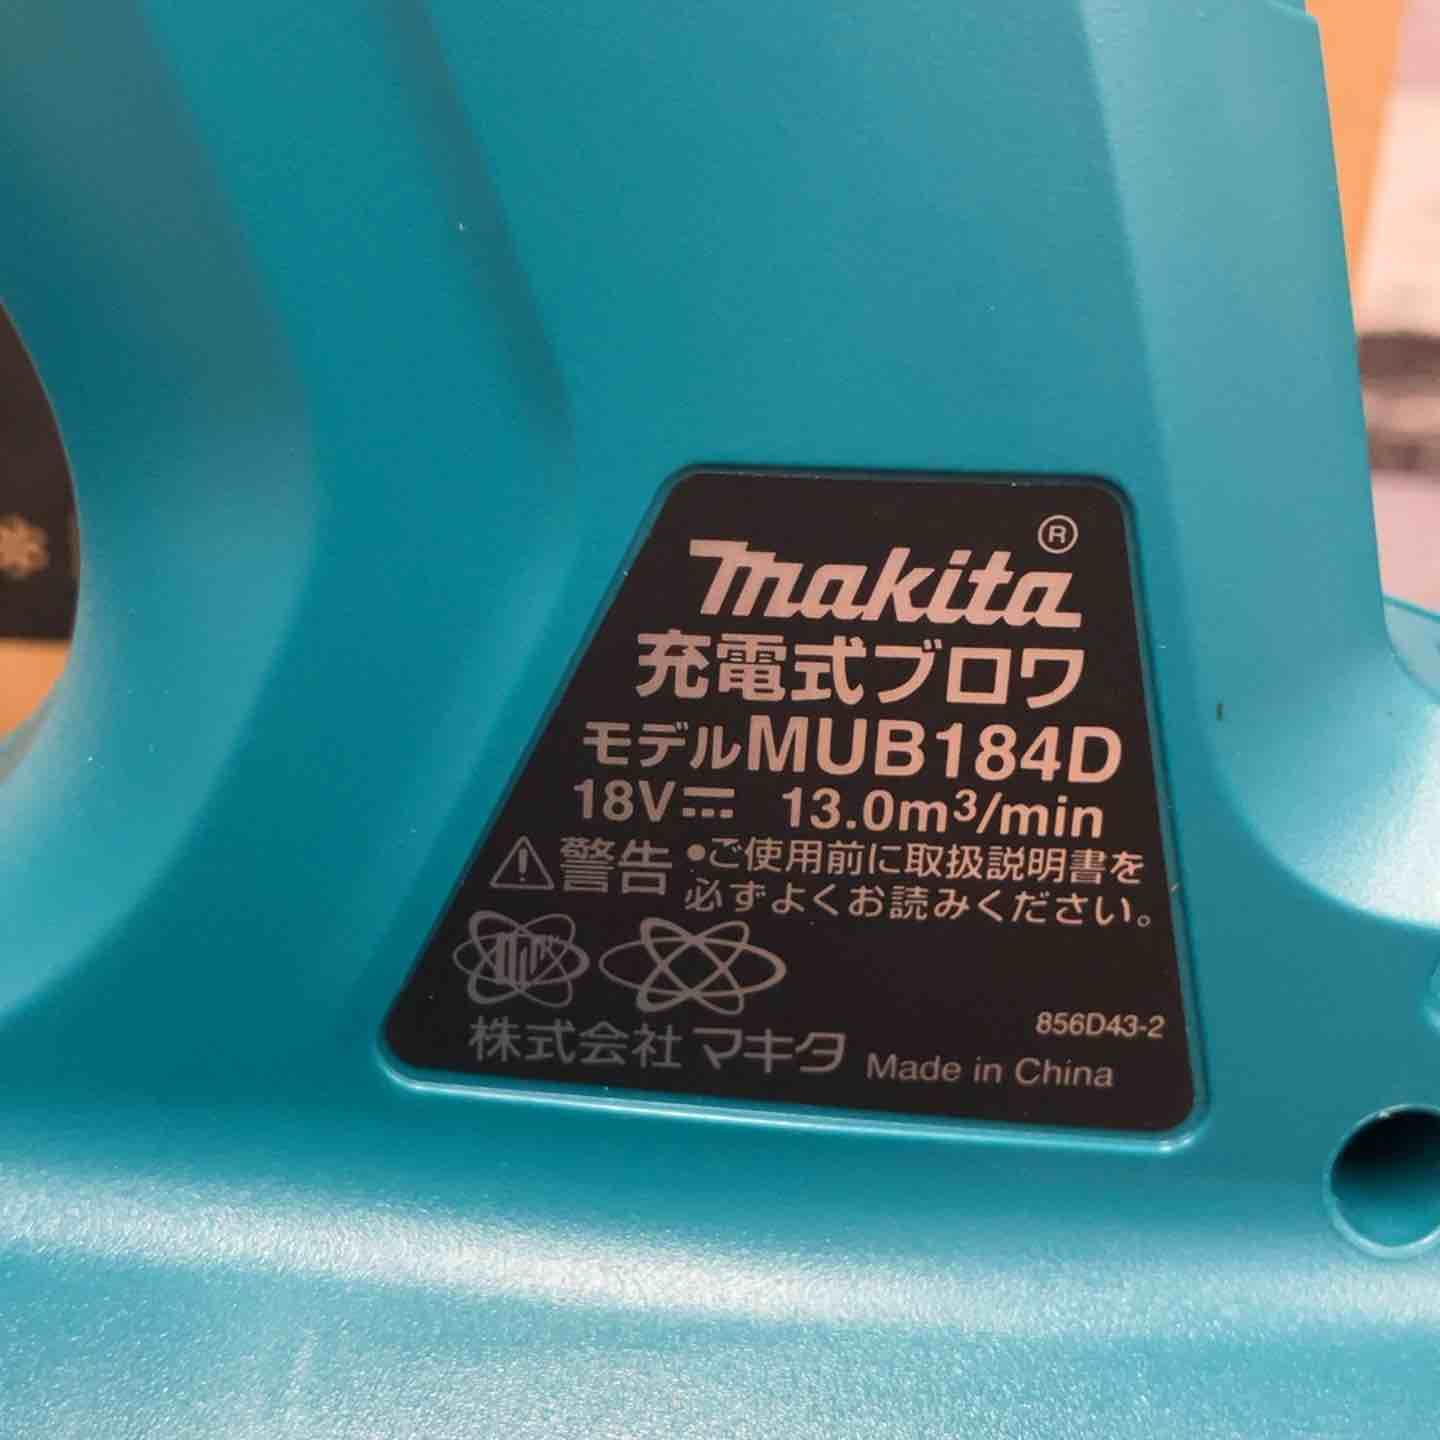 makita®
充電式ブロワ
モデルMUB184D
18V⎓ 13.0m³/min
⚠警告 ●ご使用前に取扱説明書を
必ずよくお読みください。
856D43-2
株式会社マキタ Made in China